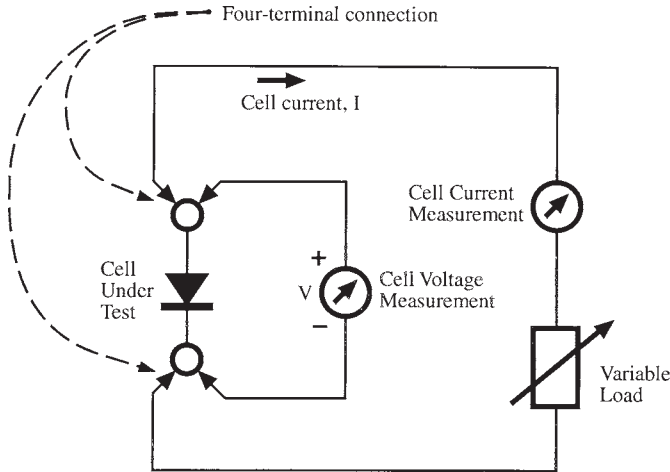 Four-terminal connection
Cell current, I
Cell Current
Measurement
Cell
Under
Test
+
V
−
Cell Voltage
Measurement
Variable
Load